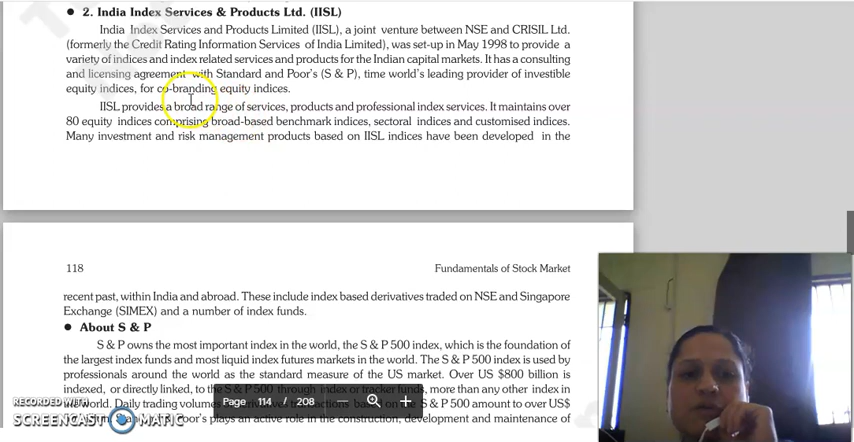 ● 2. India Index Services & Products Ltd. (IISL)
India Index Services and Products Limited (IISL), a joint venture between NSE and CRISIL Ltd.
(formerly the Credit Rating Information Services of India Limited), was set-up in May 1998 to provide a
variety of indices and index related services and products for the Indian capital markets. It has a consulting
and licensing agreement with Standard and Poor's (S & P), time world's leading provider of investible
equity indices, for co-branding equity indices.
IISL provides a broad range of services, products and professional index services. It maintains over
80 equity indices comprising broad-based benchmark indices, sectoral indices and customised indices.
Many investment and risk management products based on IISL indices have been developed in the
118 Fundamentals of Stock Market
recent past, within India and abroad. These include index based derivatives traded on NSE and Singapore
Exchange (SIMEX) and a number of index funds.
● About S & P
S & P owns the most important index in the world, the S & P 500 index, which is the foundation of
the largest index funds and most liquid index futures markets in the world. The S & P 500 index is used by
professionals around the world as the standard measure of the US market. Over US $800 billion is
indexed, or directly linked, to the S & P 500 through index or tracker funds, more than any other index in
the world. Daily trading volumes derivatives transactions based on the S & P 500 amount to over US$
Poor's plays an active role in the construction, development and maintenance of
Page 114 / 208
RECORDED WITH
SCREENCAST MATIC